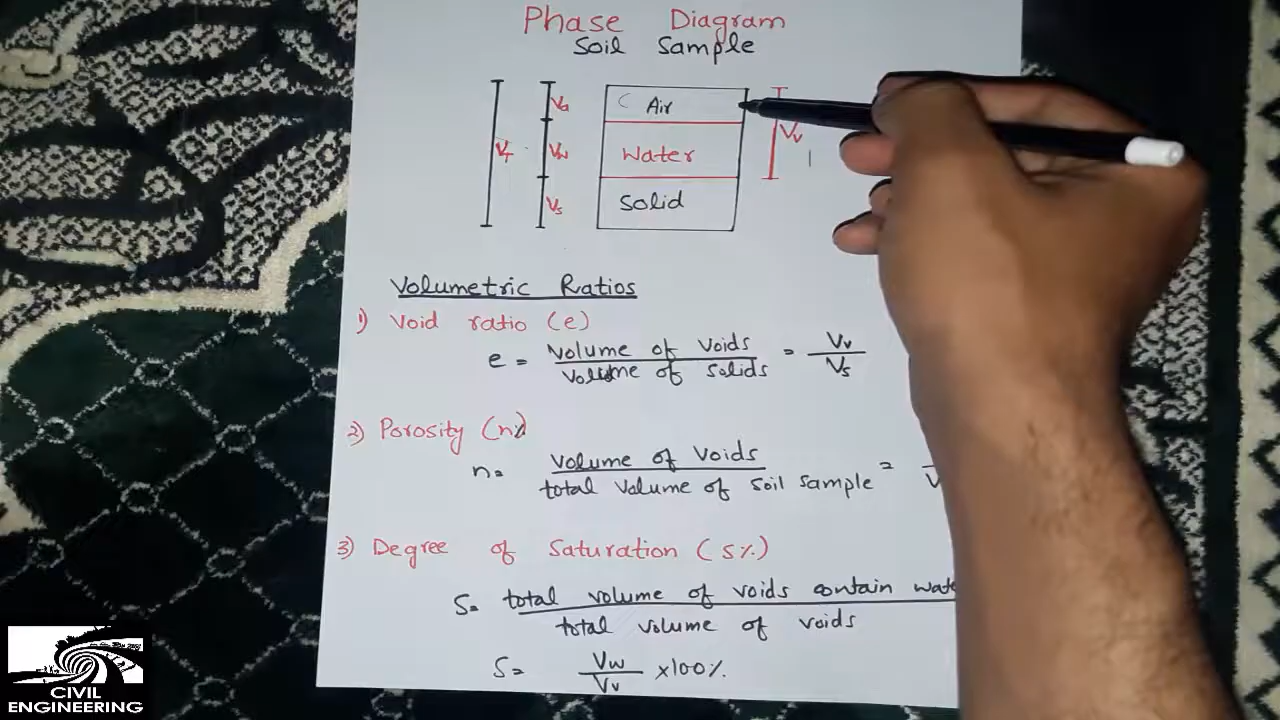 Phase Diagram
Soil Sample
Va
Air
Vv
VT
Vw
Water
Vs
Solid
Volumetric Ratios
1) Void ratio (e)
e = Volume of Voids / Volume of Solids = Vv / Vs
2) Porosity (n)
n = Volume of Voids / total Volume of Soil Sample =
3) Degree of Saturation (S%)
S = total volume of voids contain
total volume of voids
S = Vw / Vv ×100%
CIVIL
ENGINEERING